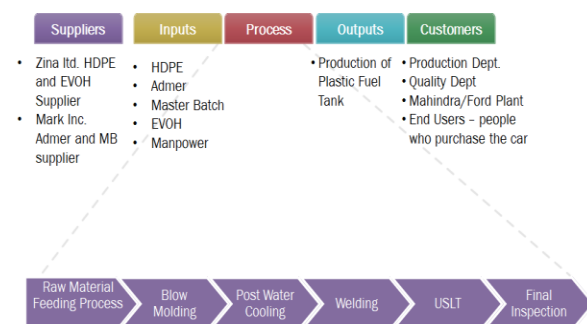 Suppliers
Inputs
Process
Outputs
Customers
• Zina ltd. HDPE
and EVOH
Supplier
• Mark Inc.
Admer and MB
supplier
• HDPE
• Admer
• Master Batch
• EVOH
• Manpower
• Production of
Plastic Fuel
Tank
• Production Dept.
• Quality Dept
• Mahindra/Ford Plant
• End Users – people
who purchase the car
Raw Material
Feeding Process
Blow
Molding
Post Water
Cooling
Welding
USLT
Final
Inspection